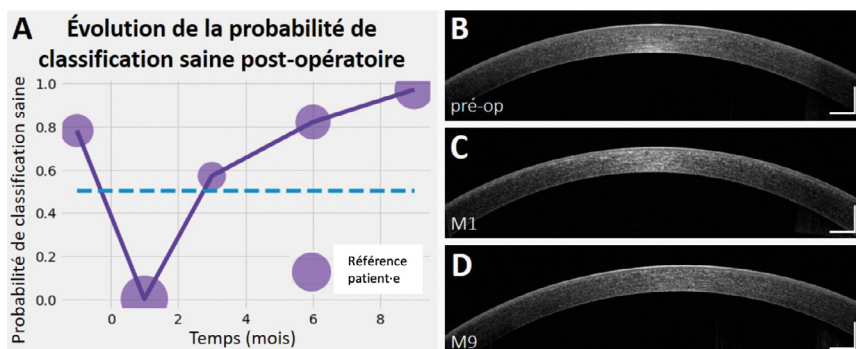 A
Évolution de la probabilité de
classification saine post-opératoire
Probabilité de classification saine
1.0
0.8
0.6
0.4
0.2
0.0
0
2
4
6
8
Temps (mois)
Référence
patient·e
B
pré-op
C
M1
D
M9